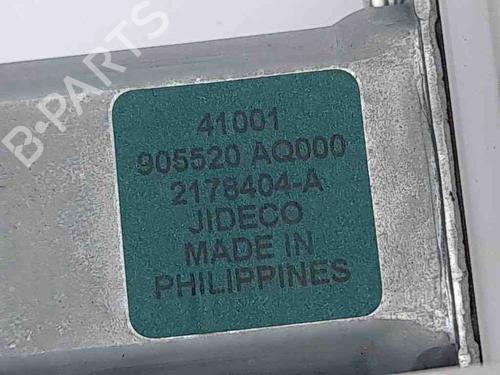 B-PARTS
41001
905520 AQ000
2178404-A
JIDECO
MADE IN
PHILIPPINES